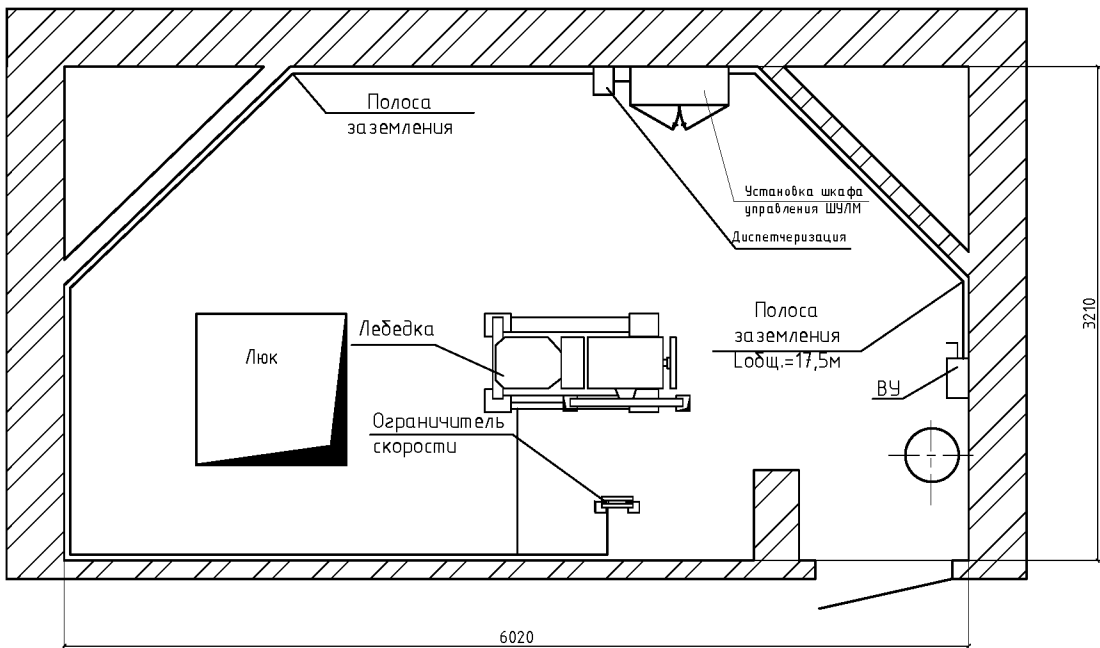 Полоса
заземления
Установка шкафа
управления ШУЛМ
Диспетчеризация
Полоса
заземления
Lобщ.=17,5м
Лебедка
Люк
ВУ
Ограничитель
скорости
3210
6020